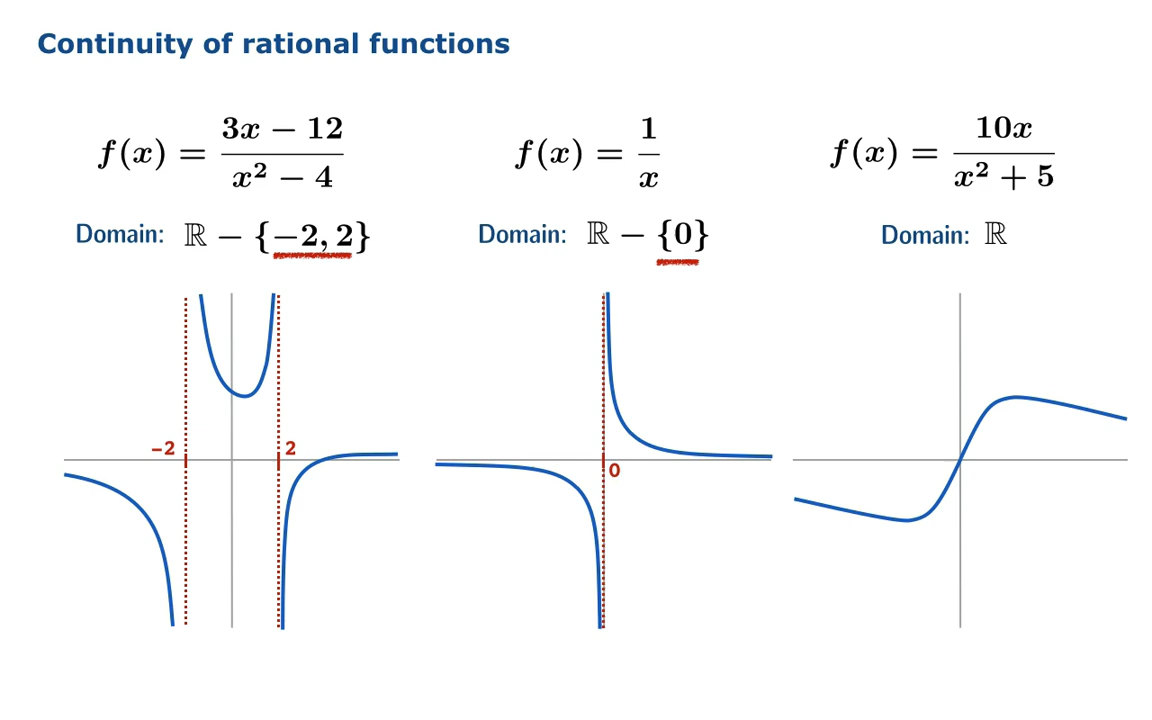 Continuity of rational functions
f(x) = (3x − 12)/(x² − 4)
Domain: ℝ − {−2, 2}
−2
2
f(x) = 1/x
Domain: ℝ − {0}
0
f(x) = 10x/(x² + 5)
Domain: ℝ